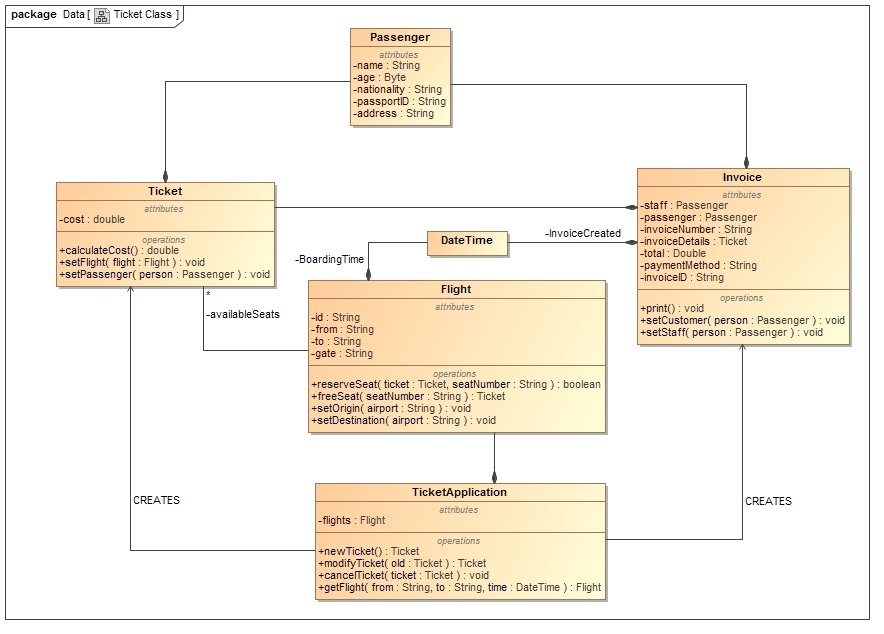 package Data [ Ticket Class ]
Passenger
attributes
-name : String
-age : Byte
-nationality : String
-passportID : String
-address : String
Ticket
attributes
-cost : double
operations
+calculateCost() : double
+setFlight( flight : Flight ) : void
+setPassenger( person : Passenger ) : void
Invoice
attributes
-staff : Passenger
-passenger : Passenger
-invoiceNumber : String
-invoiceDetails : Ticket
-total : Double
-paymentMethod : String
-invoiceID : String
operations
+print() : void
+setCustomer( person : Passenger ) : void
+setStaff( person : Passenger ) : void
DateTime
-InvoiceCreated
-BoardingTime
*
-availableSeats
Flight
attributes
-id : String
-from : String
-to : String
-gate : String
operations
+reserveSeat( ticket : Ticket, seatNumber : String ) : boolean
+freeSeat( seatNumber : String ) : Ticket
+setOrigin( airport : String ) : void
+setDestination( airport : String ) : void
CREATES
CREATES
TicketApplication
attributes
-flights : Flight
operations
+newTicket() : Ticket
+modifyTicket( old : Ticket ) : Ticket
+cancelTicket( ticket : Ticket ) : void
+getFlight( from : String, to : String, time : DateTime ) : Flight